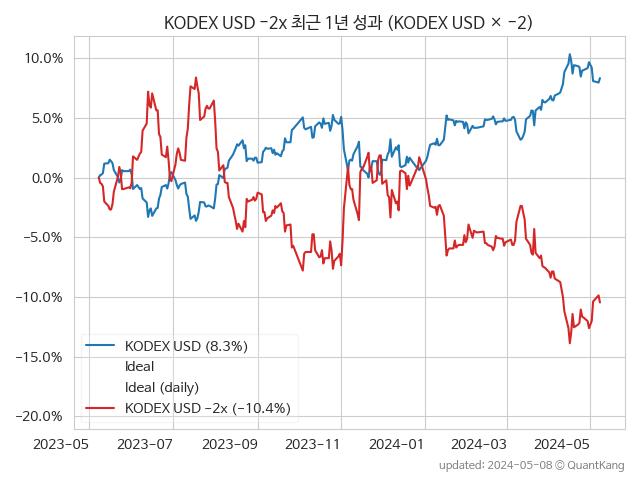 KODEX USD −2x 최근 1년 성과 (KODEX USD × −2)
10.0%
5.0%
0.0%
−5.0%
−10.0%
−15.0%
−20.0%
KODEX USD (8.3%)
Ideal
Ideal (daily)
KODEX USD −2x (−10.4%)
2023-05 2023-07 2023-09 2023-11 2024-01 2024-03 2024-05
updated: 2024-05-08 © QuantKang